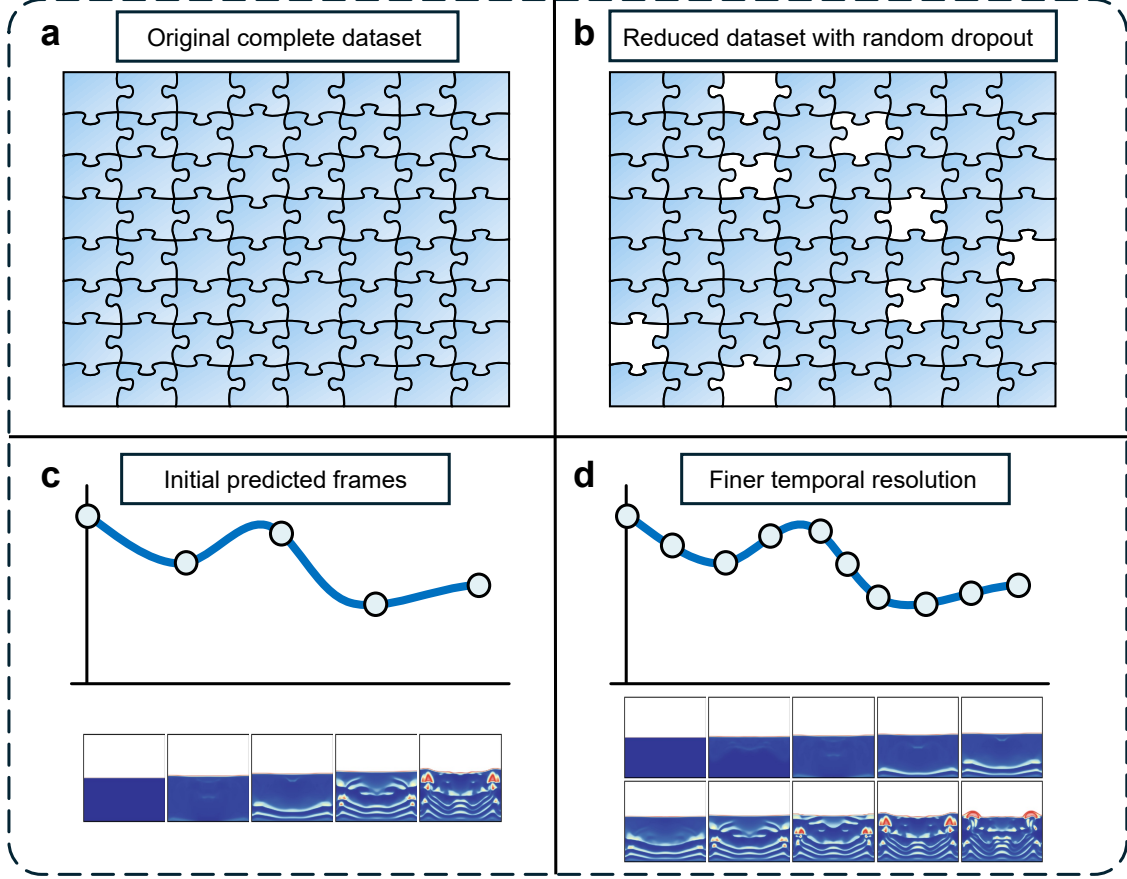 a
Original complete dataset
b
Reduced dataset with random dropout
c
Initial predicted frames
d
Finer temporal resolution